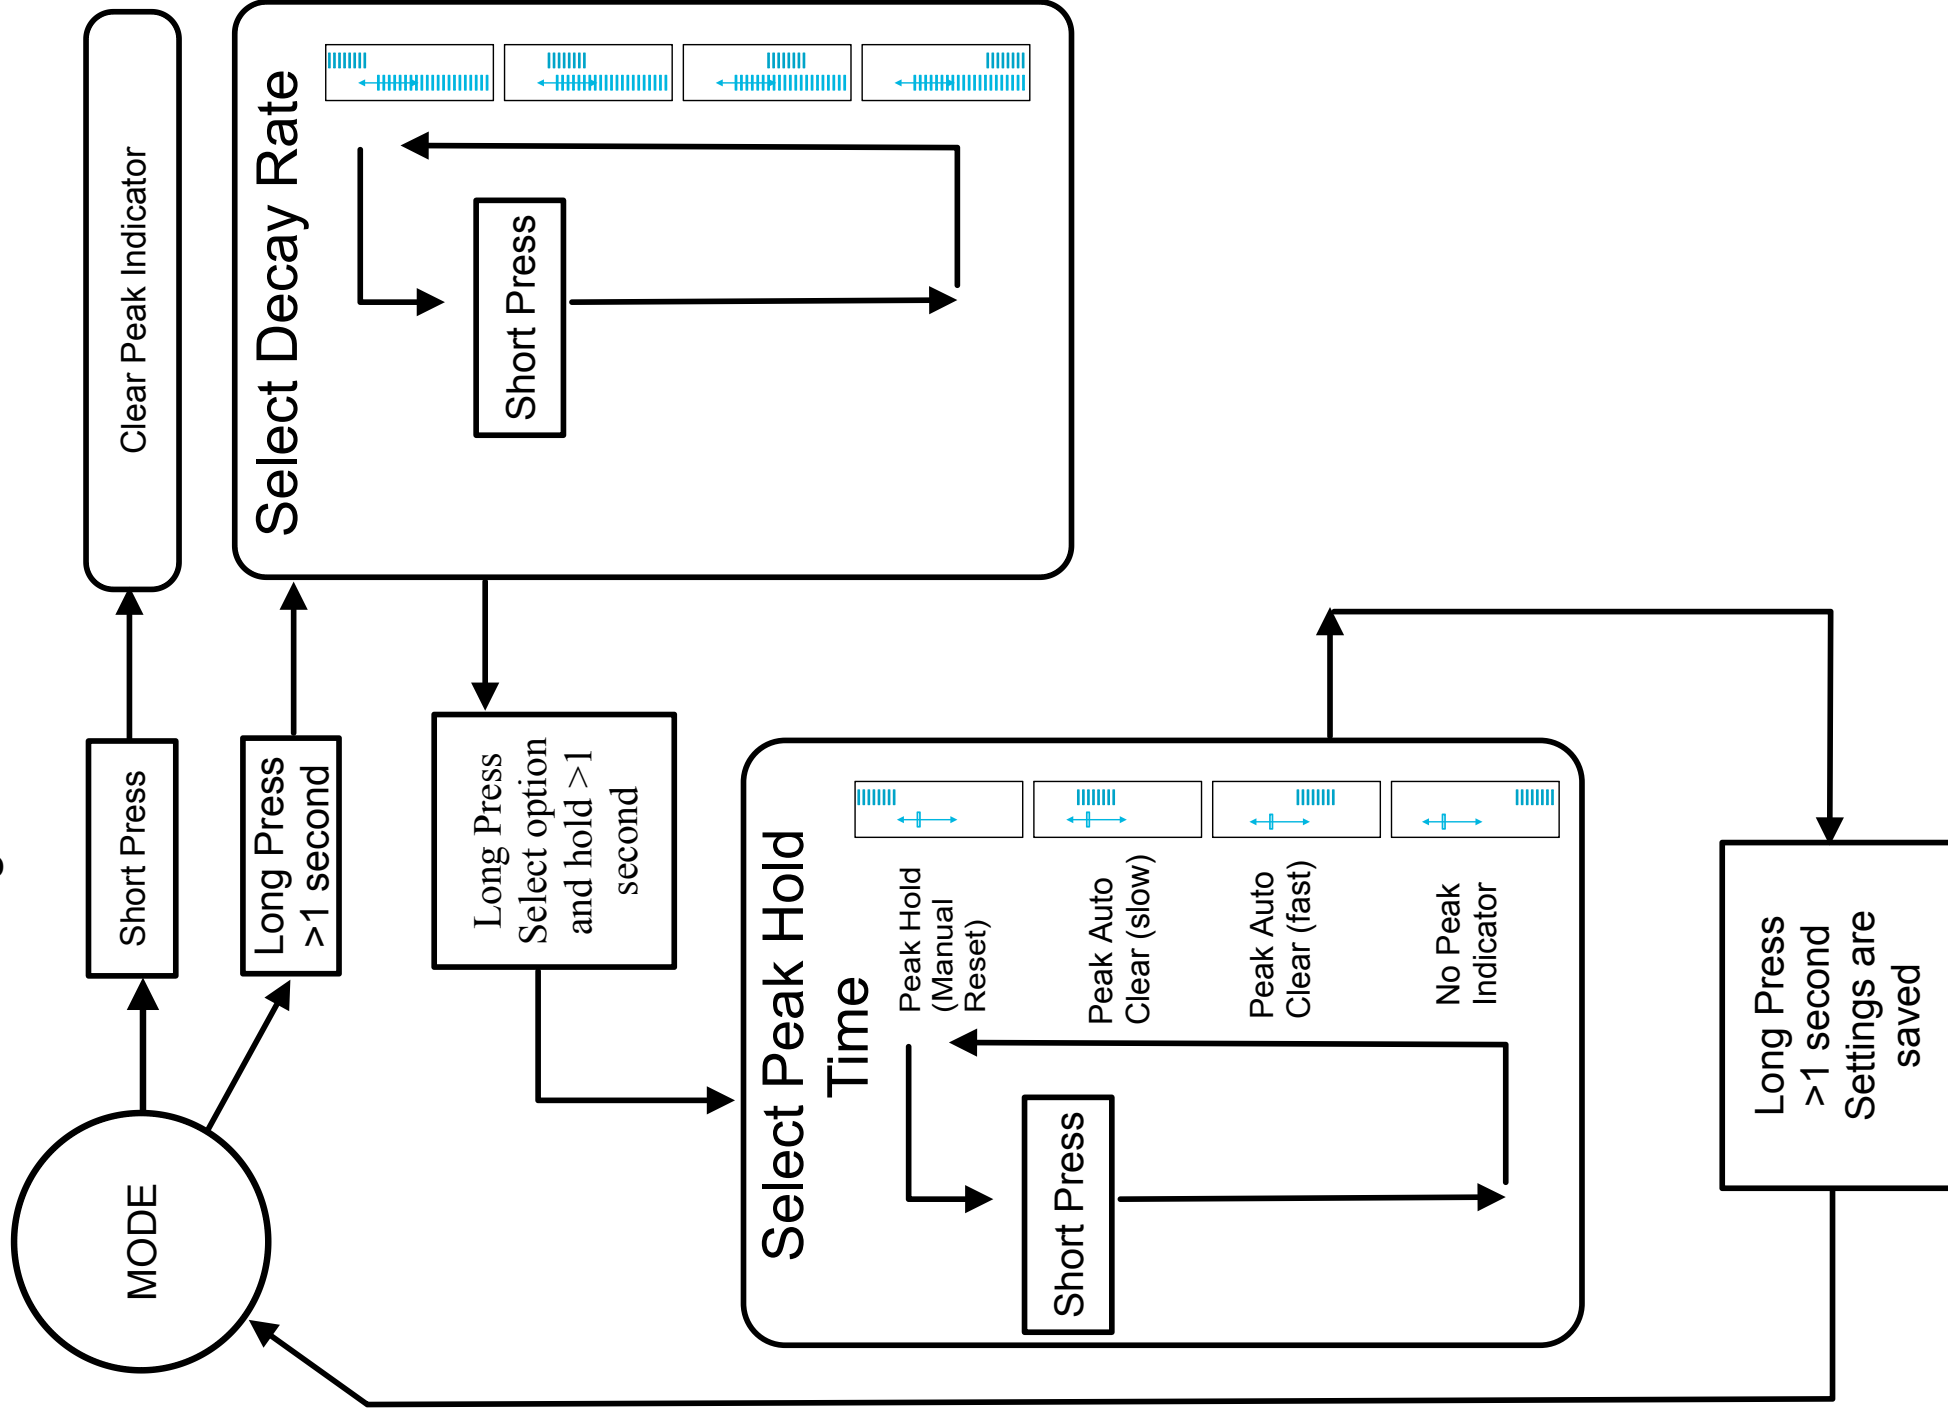 MODE
Short Press
Clear Peak Indicator
Long Press
>1 second
Select Decay Rate
Short Press
Long Press
Select option
and hold >1
second
Select Peak Hold
Time
Peak Hold
(Manual
Reset)
Peak Auto
Clear (slow)
Peak Auto
Clear (fast)
No Peak
Indicator
Short Press
Long Press
>1 second
Settings are
saved